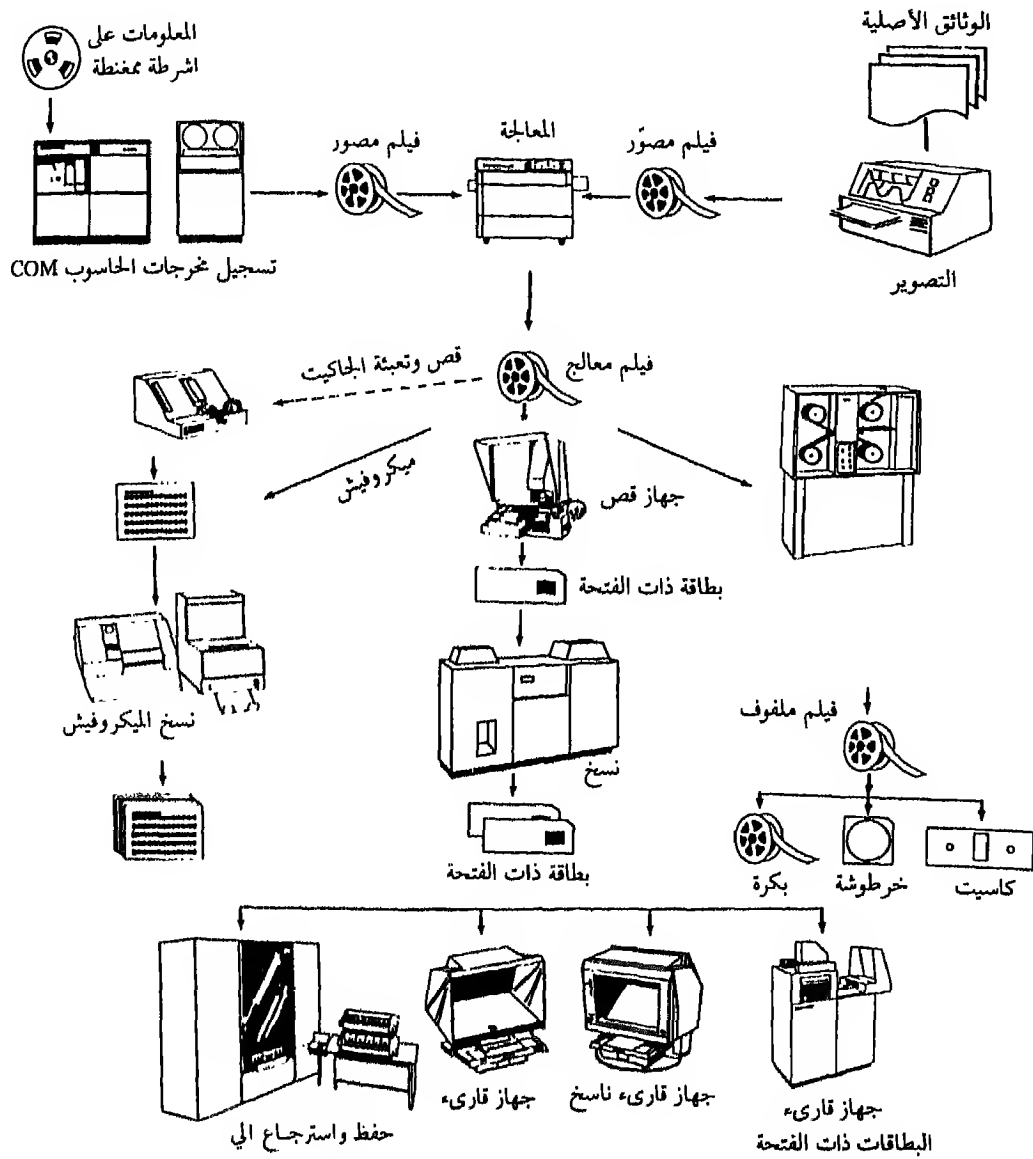 الوثائق الأصلية
المعلومات على
اشرطة ممغنطة
المعالجة
فيلم مصوّر
فيلم مصور
التصوير
تسجيل مخرجات الحاسوب COM
فيلم معالج
قص وتعبئة الجاكيت
ميكروفيش
جهاز قص
بطاقة ذات الفتحة
نسخ الميكروفيش
نسخ
فيلم ملفوف
كاسيت
خرطوشة
بكرة
بطاقة ذات الفتحة
جهاز قارىء
البطاقات ذات الفتحة
جهاز قارىء ناسخ
جهاز قارىء
حفظ واسترجاع الي